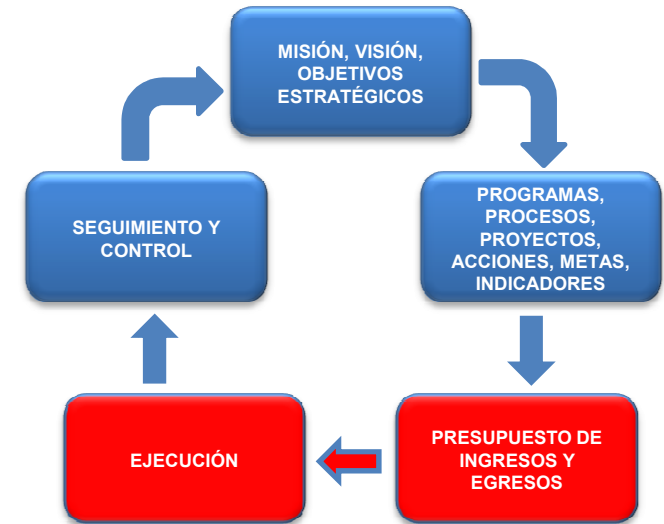 MISIÓN, VISIÓN,
OBJETIVOS
ESTRATÉGICOS
PROGRAMAS,
PROCESOS,
PROYECTOS,
ACCIONES, METAS,
INDICADORES
PRESUPUESTO DE
INGRESOS Y
EGRESOS
EJECUCIÓN
SEGUIMIENTO Y
CONTROL